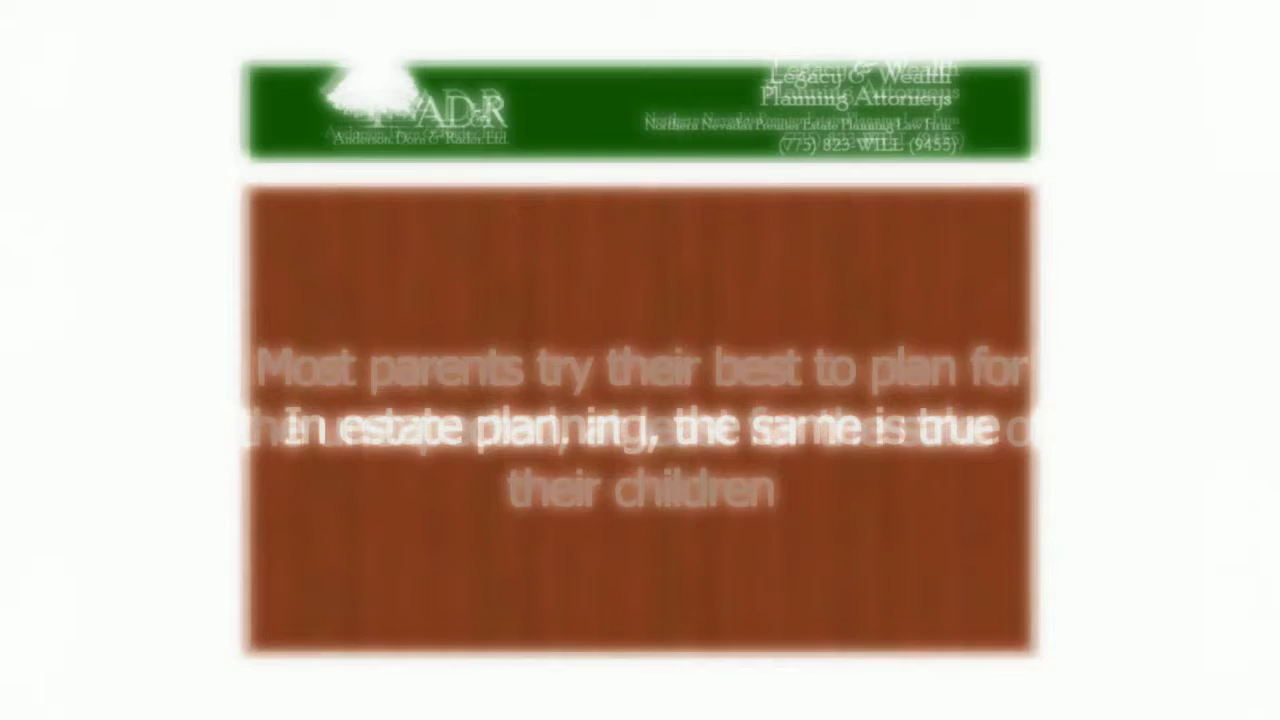 AD&R
Anderson, Dorn & Rader, Ltd.
Legacy & Wealth
Planning Attorneys
Northern Nevada's Premier Estate Planning Law Firm
(775) 823-WILL (9455)
Most parents try their best to plan for
In estate planning, the same is true
their children